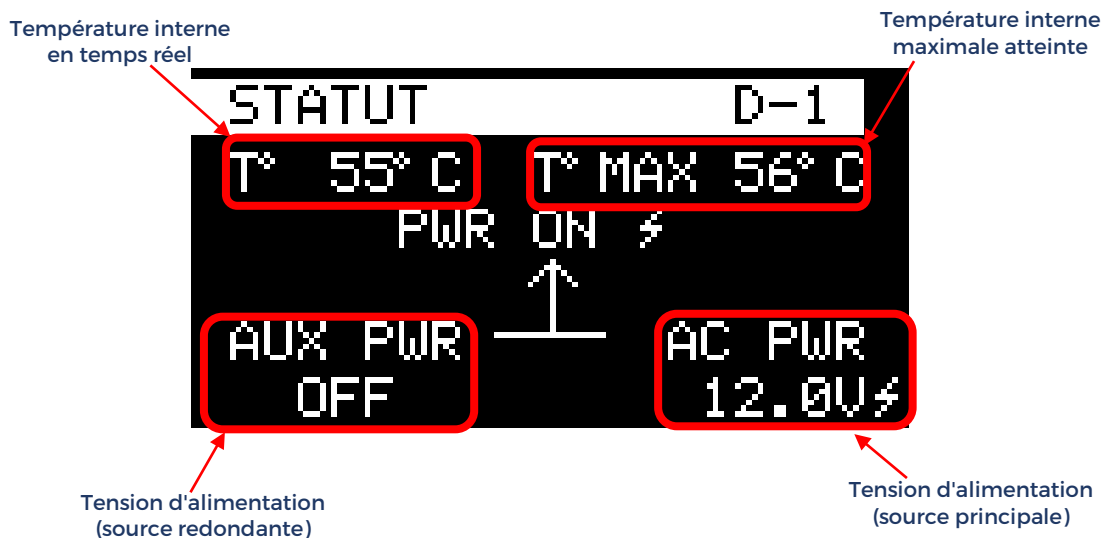 Température interne
en temps réel
Température interne
maximale atteinte
STATUT D-1
T° 55°C T° MAX 56°C
PWR ON
AUX PWR AC PWR
OFF 12.0V
Tension d'alimentation
(source redondante)
Tension d'alimentation
(source principale)